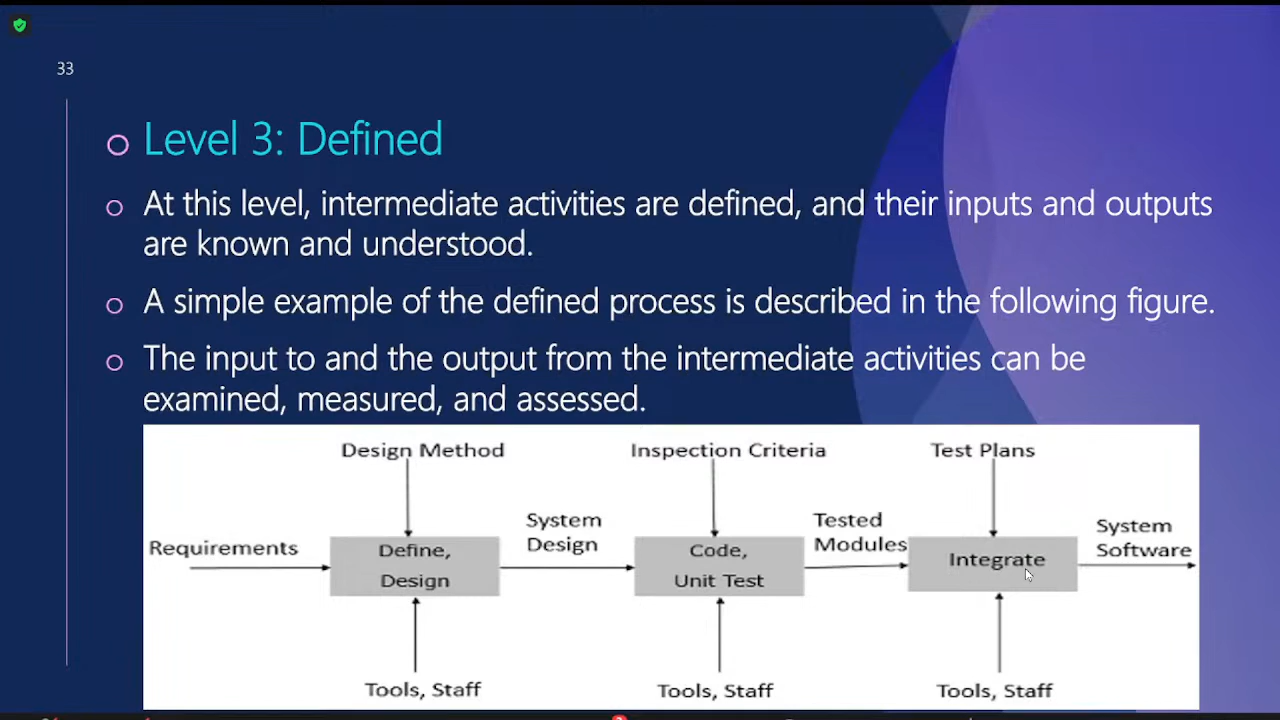 33
Level 3: Defined
At this level, intermediate activities are defined, and their inputs and outputs
are known and understood.
A simple example of the defined process is described in the following figure.
The input to and the output from the intermediate activities can be
examined, measured, and assessed.
Design Method
Inspection Criteria
Test Plans
Requirements
Define,
Design
System
Design
Code,
Unit Test
Tested
Modules
Integrate
System
Software
Tools, Staff
Tools, Staff
Tools, Staff